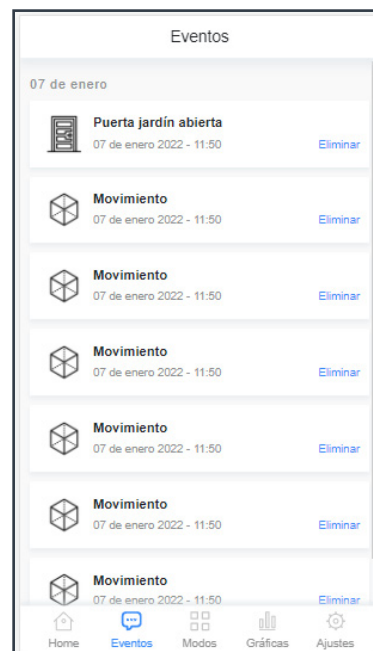 Eventos
07 de enero
Puerta jardín abierta
07 de enero 2022 - 11:50 Eliminar
Movimiento
07 de enero 2022 - 11:50 Eliminar
Movimiento
07 de enero 2022 - 11:50 Eliminar
Movimiento
07 de enero 2022 - 11:50 Eliminar
Movimiento
07 de enero 2022 - 11:50 Eliminar
Movimiento
07 de enero 2022 - 11:50 Eliminar
Movimiento
07 de enero 2022 - 11:50 Eliminar
Home Eventos Modos Gráficas Ajustes